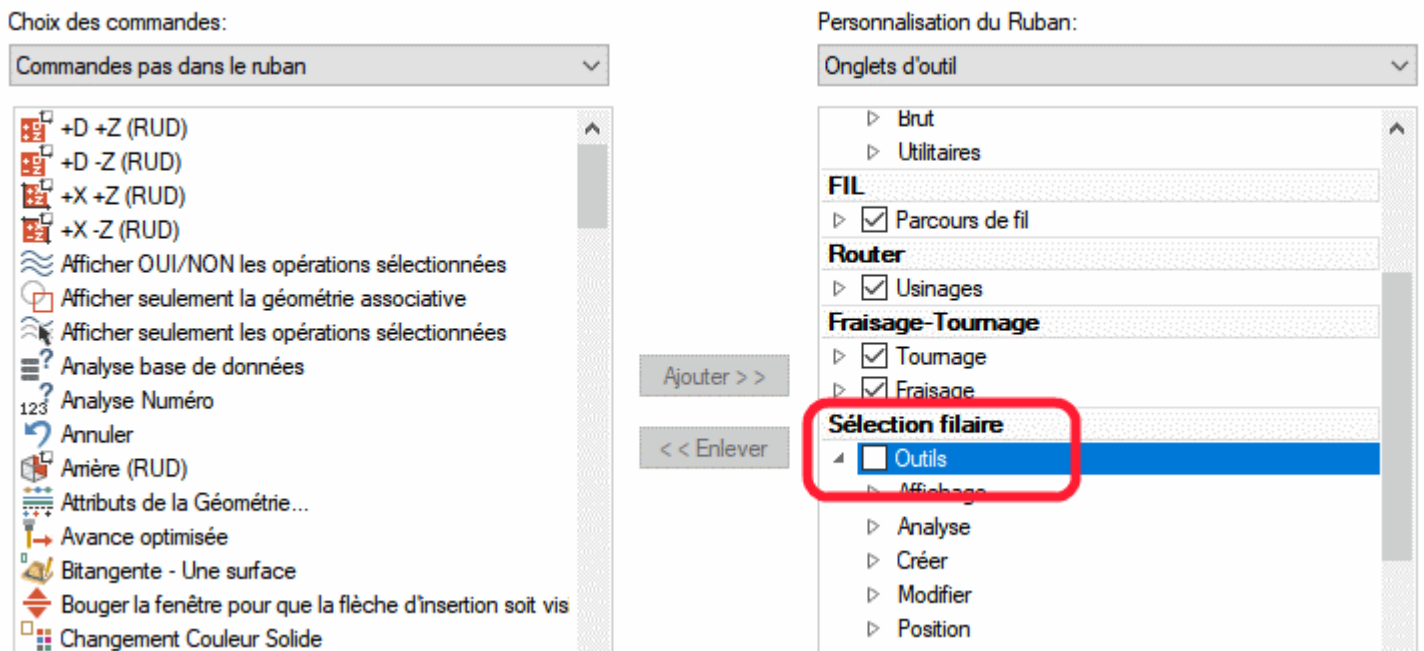 Choix des commandes:
Commandes pas dans le ruban
+D +Z (RUD)
+D -Z (RUD)
+X +Z (RUD)
+X -Z (RUD)
Afficher OUI/NON les opérations sélectionnées
Afficher seulement la géométrie associative
Afficher seulement les opérations sélectionnées
Analyse base de données
Analyse Numéro
Annuler
Arrière (RUD)
Attributs de la Géométrie...
Avance optimisée
Bitangente - Une surface
Bouger la fenêtre pour que la flèche d'insertion soit visi
Changement Couleur Solide
Ajouter > >
< < Enlever
Personnalisation du Ruban:
Onglets d'outil
Brut
Utilitaires
FIL
Parcours de fil
Router
Usinages
Fraisage-Tournage
Tournage
Fraisage
Sélection filaire
Outils
Affichage
Analyse
Créer
Modifier
Position